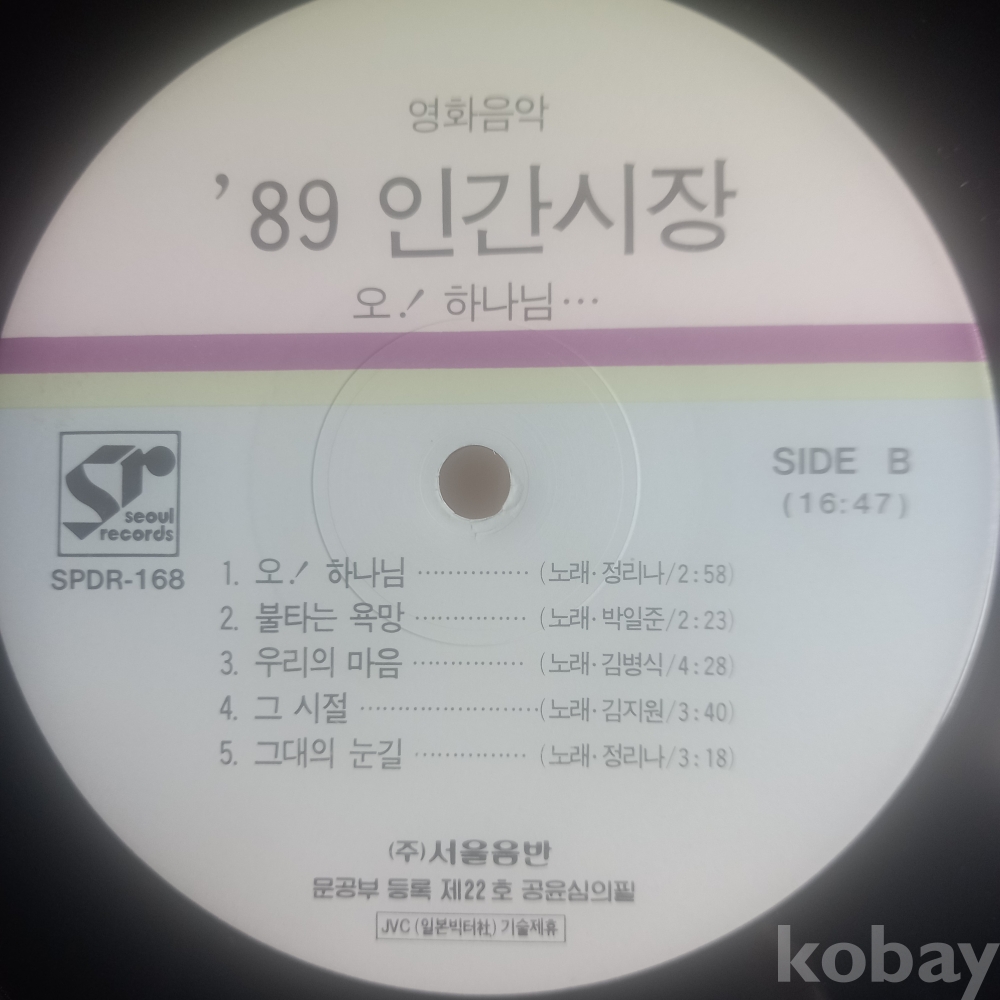 영화음악
'89 인간시장
오! 하나님…
SIDE B
(16:47)
sr
seoul
records
SPDR-168
1. 오! 하나님 …………… (노래·정리나/2:58)
2. 불타는 욕망 …………… (노래·박일준/2:23)
3. 우리의 마음 …………… (노래·김병식/4:28)
4. 그 시절 …………………… (노래·김지원/3:40)
5. 그대의 눈길 …………… (노래·정리나/3:18)
(주)서울음반
문공부 등록 제22호 공윤심의필
JVC (일본빅터社) 기술제휴
kobay